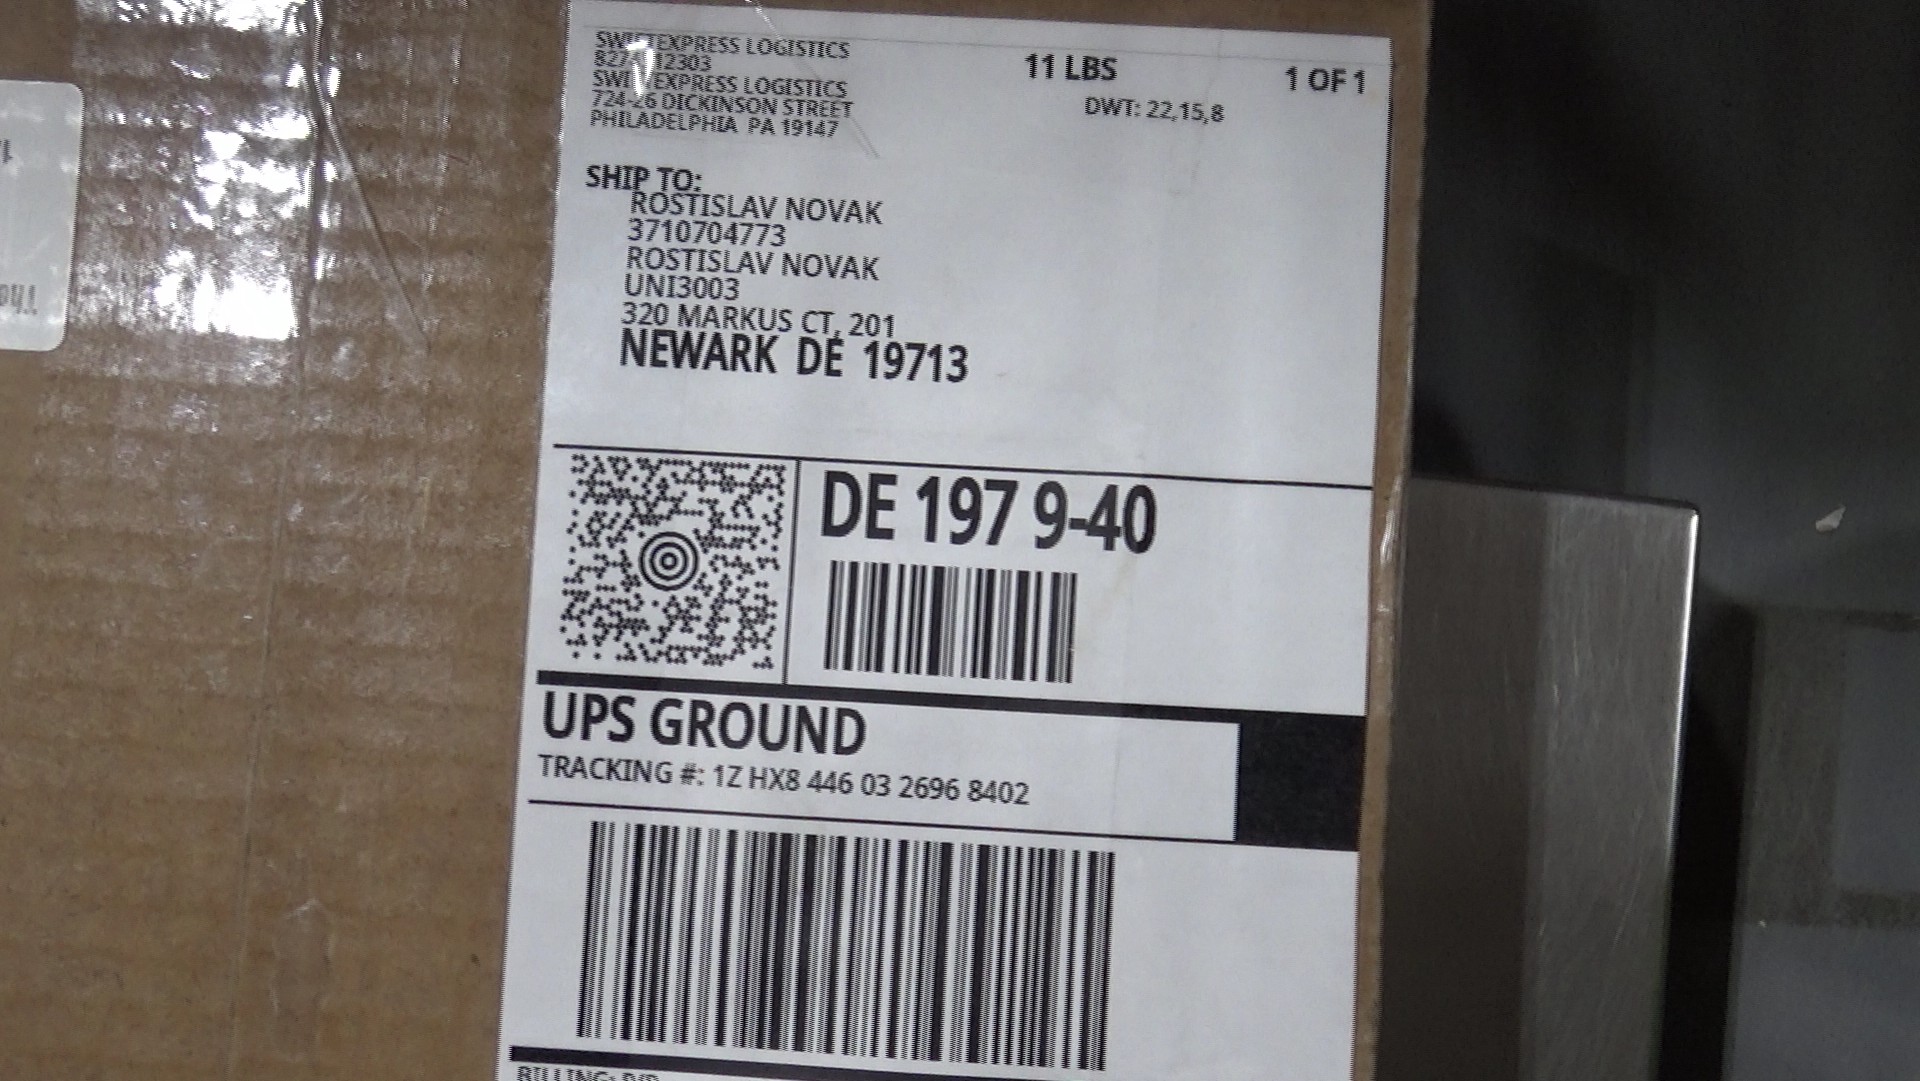 SWIFTEXPRESS LOGISTICS
SWIFTEXPRESS LOGISTICS
724-26 DICKINSON STREET
PHILADELPHIA PA 19147
11 LBS
1 OF 1
DWT: 22,15,8
SHIP TO:
ROSTISLAV NOVAK
3710704773
ROSTISLAV NOVAK
UNI3003
320 MARKUS CT, 201
NEWARK DE 19713
DE 197 9-40
UPS GROUND
TRACKING #: 1Z HX8 446 03 2696 8402
BILLING: P/P